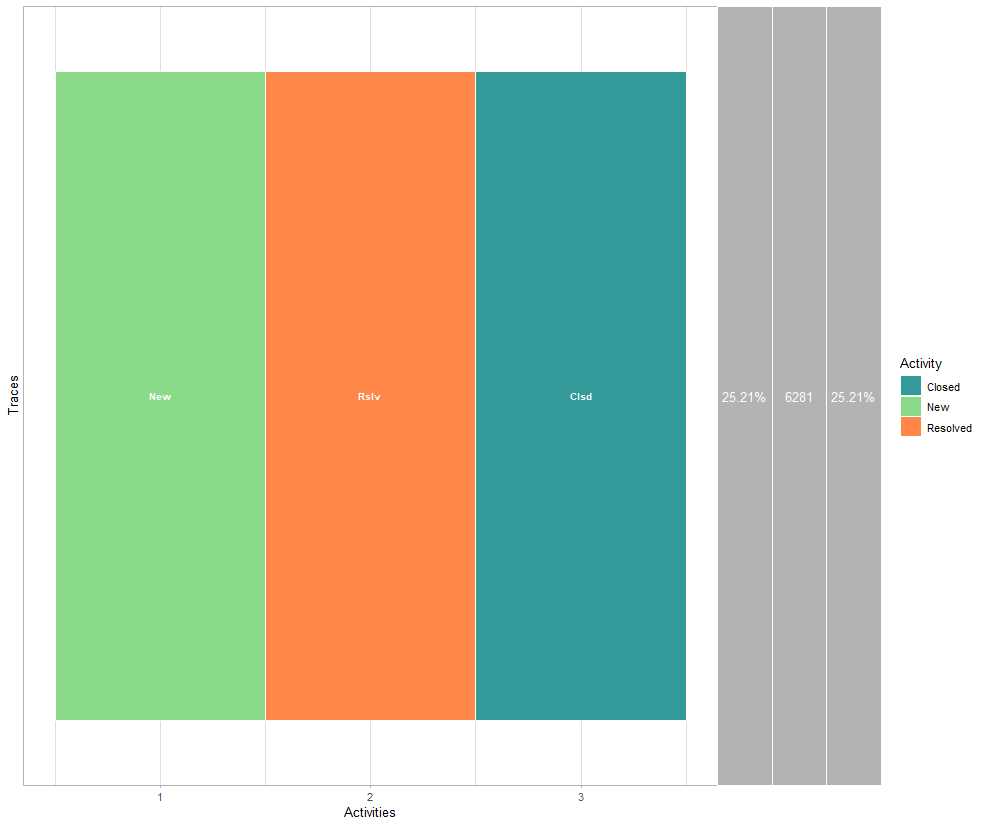 Traces
New
Rslv
Clsd
25.21%
6281
25.21%
1
2
3
Activities
Activity
Closed
New
Resolved